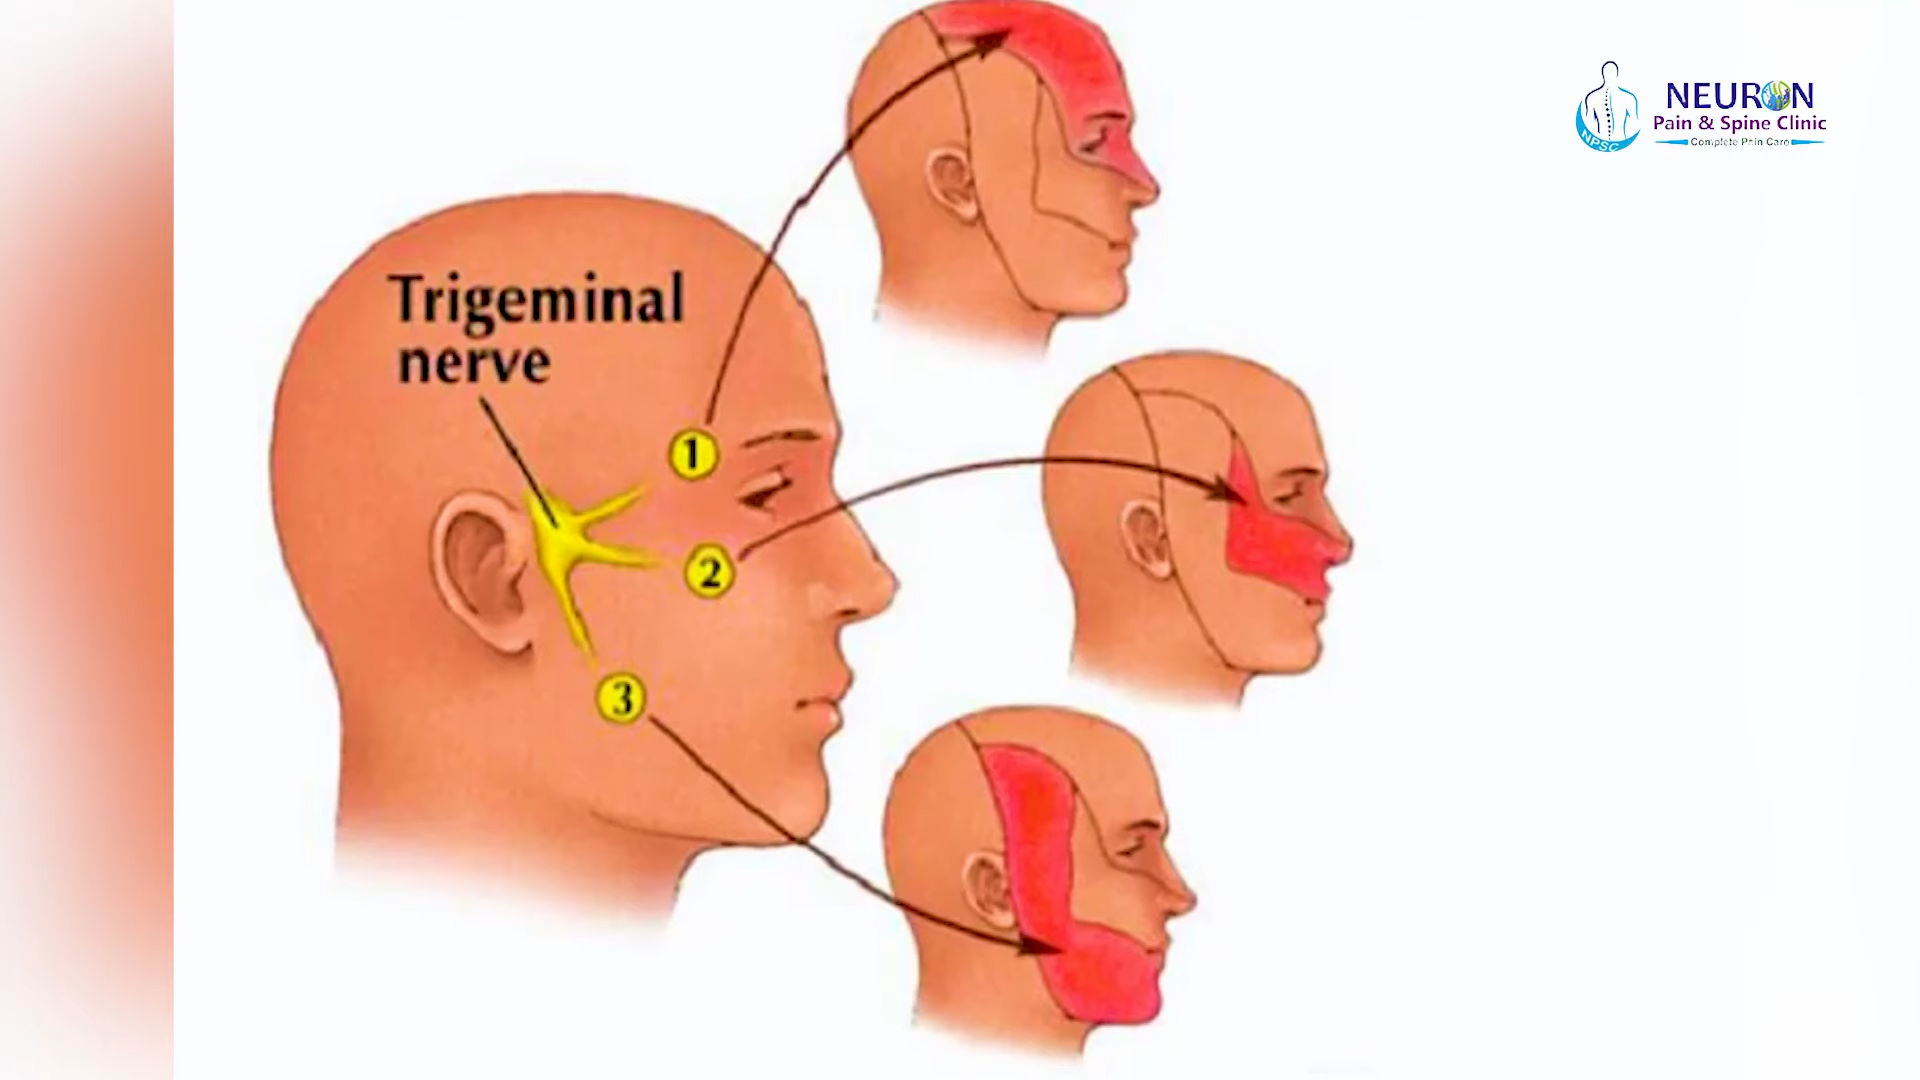 Trigeminal
nerve
1
2
3
NEURON
Pain & Spine Clinic
Complete Pain Care
NPSC